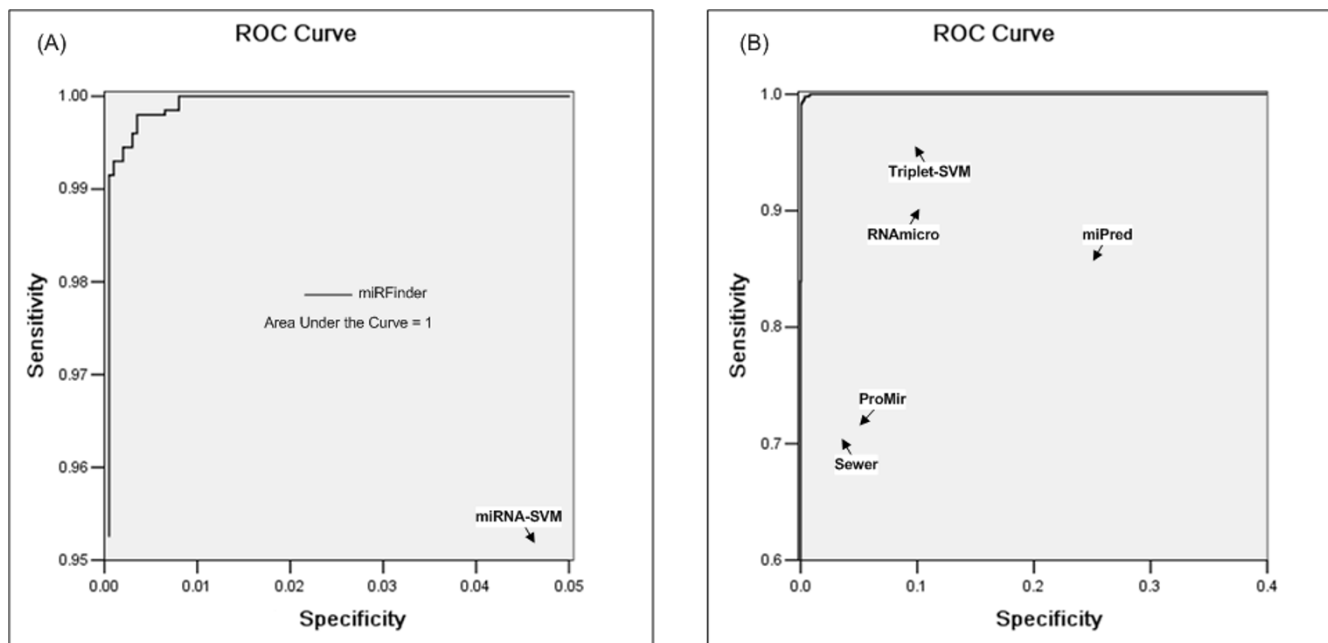 (A)
ROC Curve
Sensitivity
1.00
0.99
0.98
0.97
0.96
0.95
miRFinder
Area Under the Curve = 1
miRNA-SVM
0.00 0.01 0.02 0.03 0.04 0.05
Specificity
(B)
ROC Curve
Sensitivity
1.0
0.9
0.8
0.7
0.6
Triplet-SVM
RNAmicro
miPred
ProMir
Sewer
0.0 0.1 0.2 0.3 0.4
Specificity